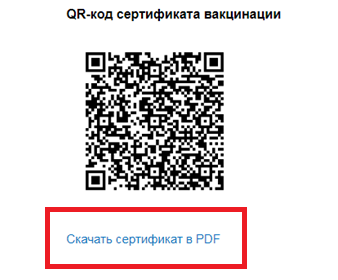 QR-код сертификата вакцинации
Скачать сертификат в PDF